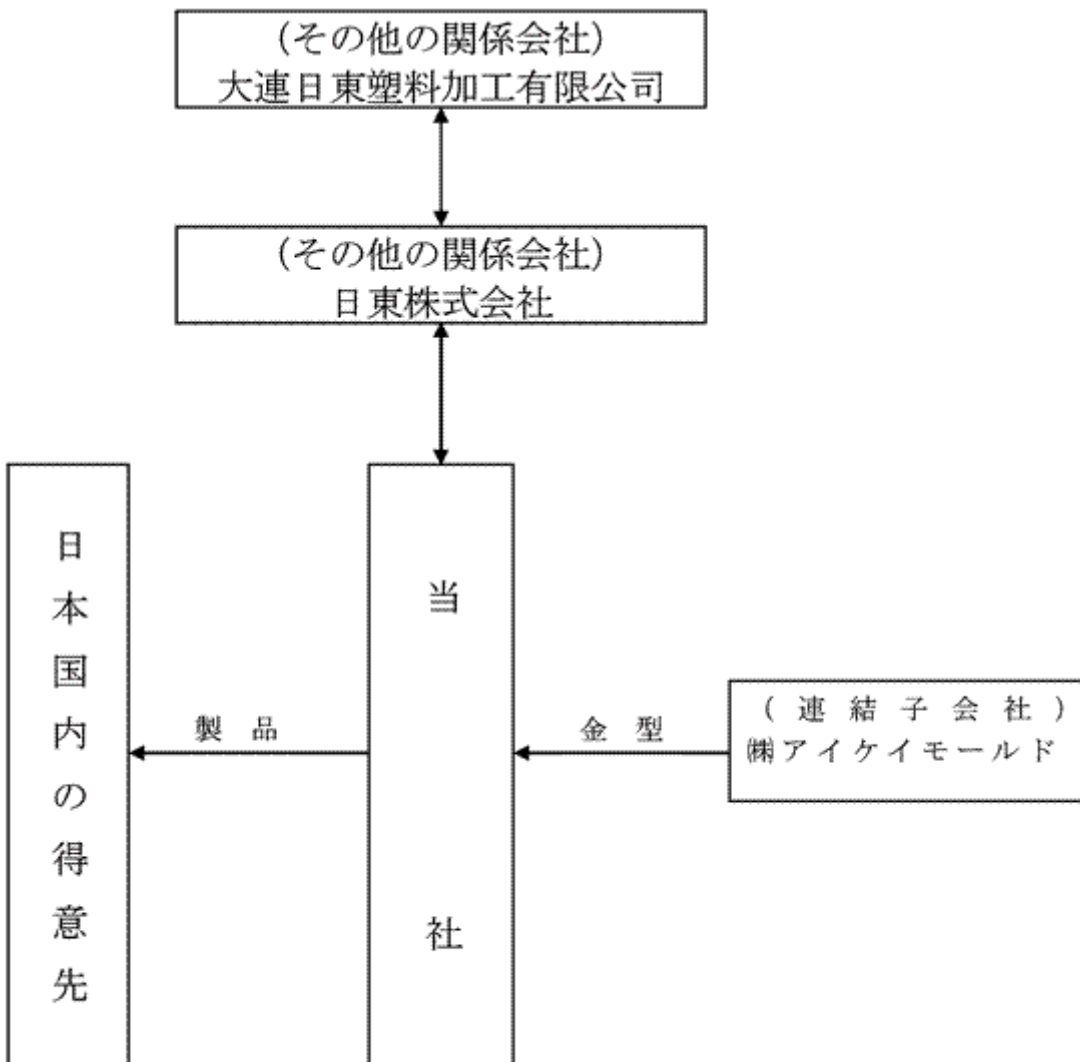 (その他の関係会社)
大連日東塑料加工有限公司
(その他の関係会社)
日東株式会社
日本国内の得意先
製品
当社
金型
(連結子会社)
㈱アイケイモールド